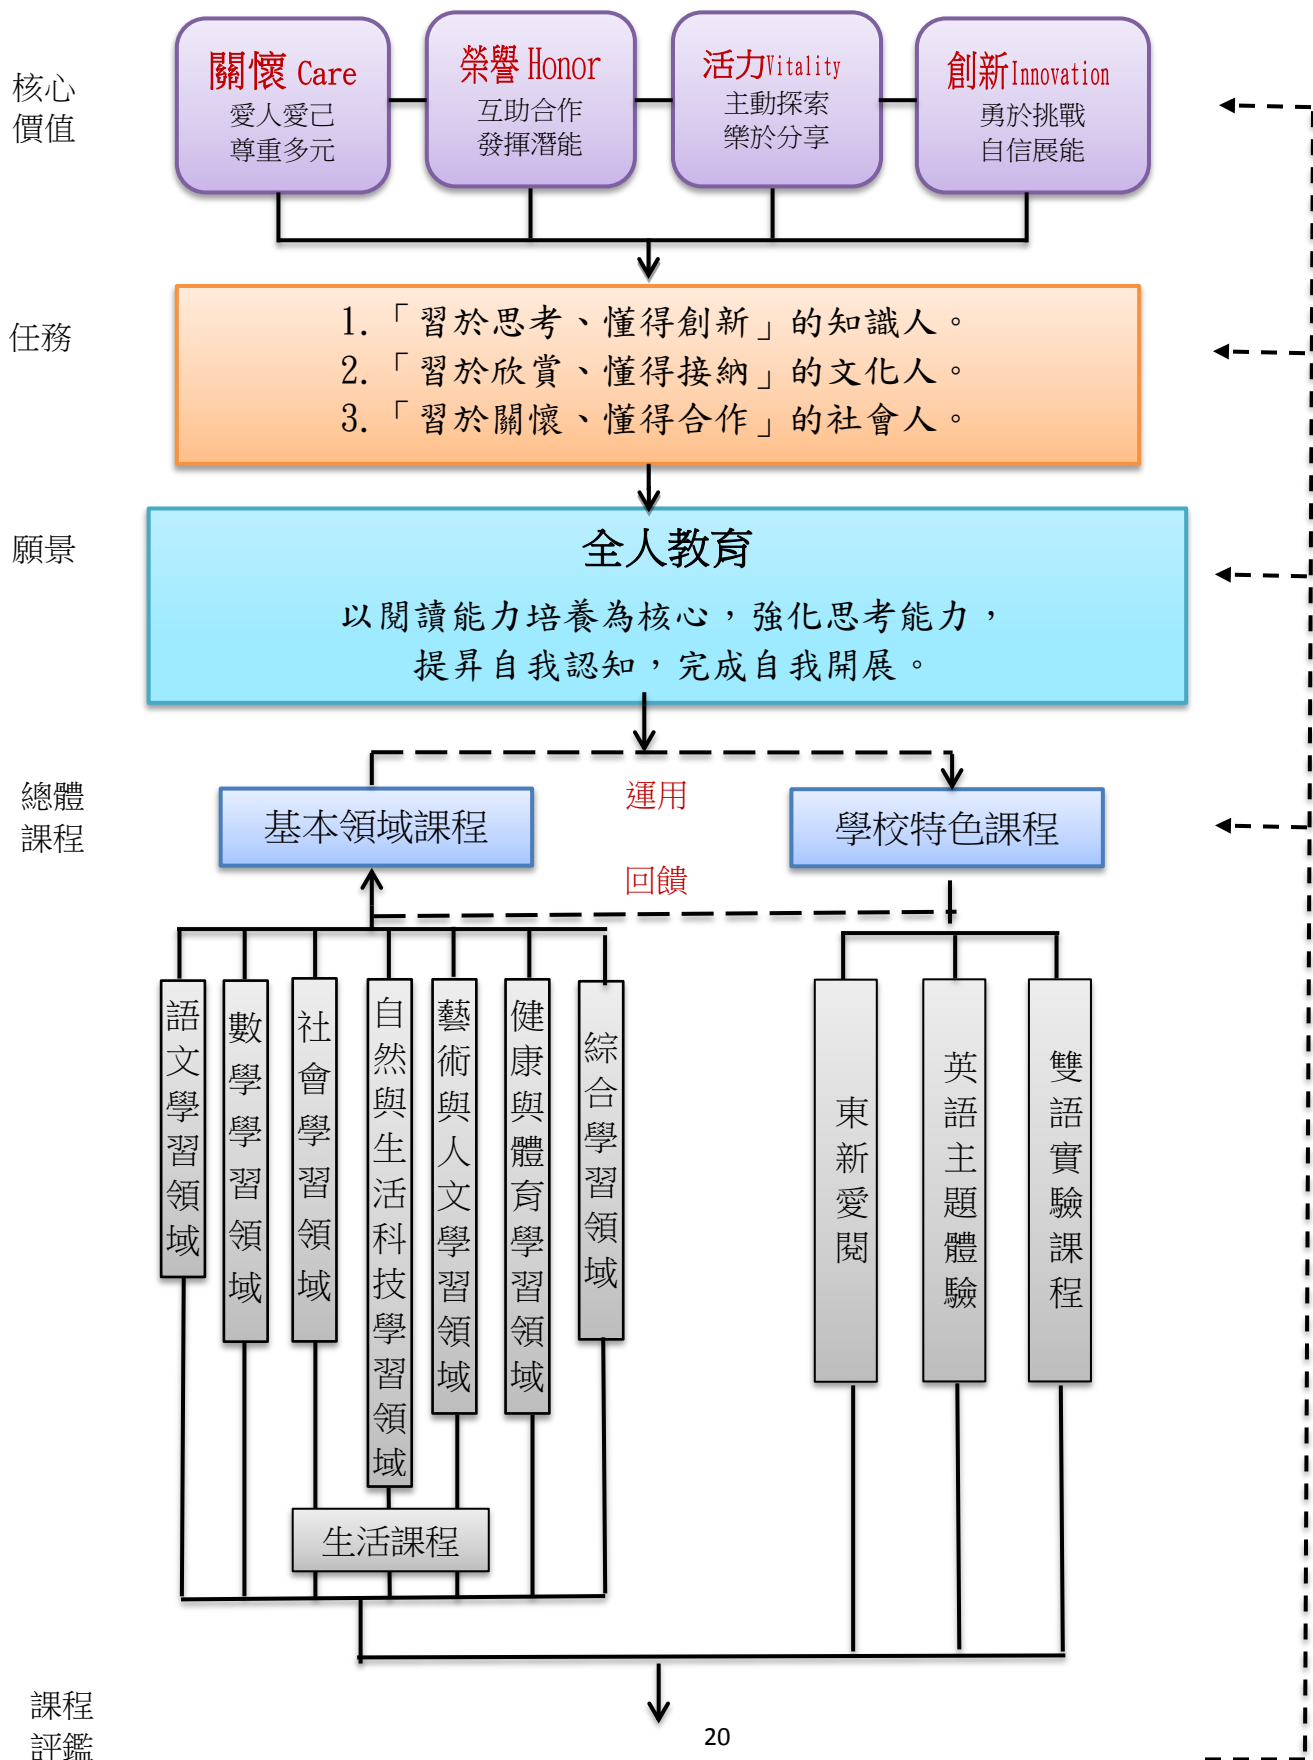 核心
價值
關懷 Care
愛人愛己
尊重多元
榮譽 Honor
互助合作
發揮潛能
活力Vitality
主動探索
樂於分享
創新Innovation
勇於挑戰
自信展能
任務
1.「習於思考、懂得創新」的知識人。
2.「習於欣賞、懂得接納」的文化人。
3.「習於關懷、懂得合作」的社會人。
願景
全人教育
以閱讀能力培養為核心，強化思考能力，
提昇自我認知，完成自我開展。
總體
課程
基本領域課程
運用
學校特色課程
回饋
語文學習領域
數學學習領域
社會學習領域
自然與生活科技學習領域
藝術與人文學習領域
健康與體育學習領域
綜合學習領域
東新愛閱
英語主題體驗
雙語實驗課程
生活課程
課程
評鑑
20